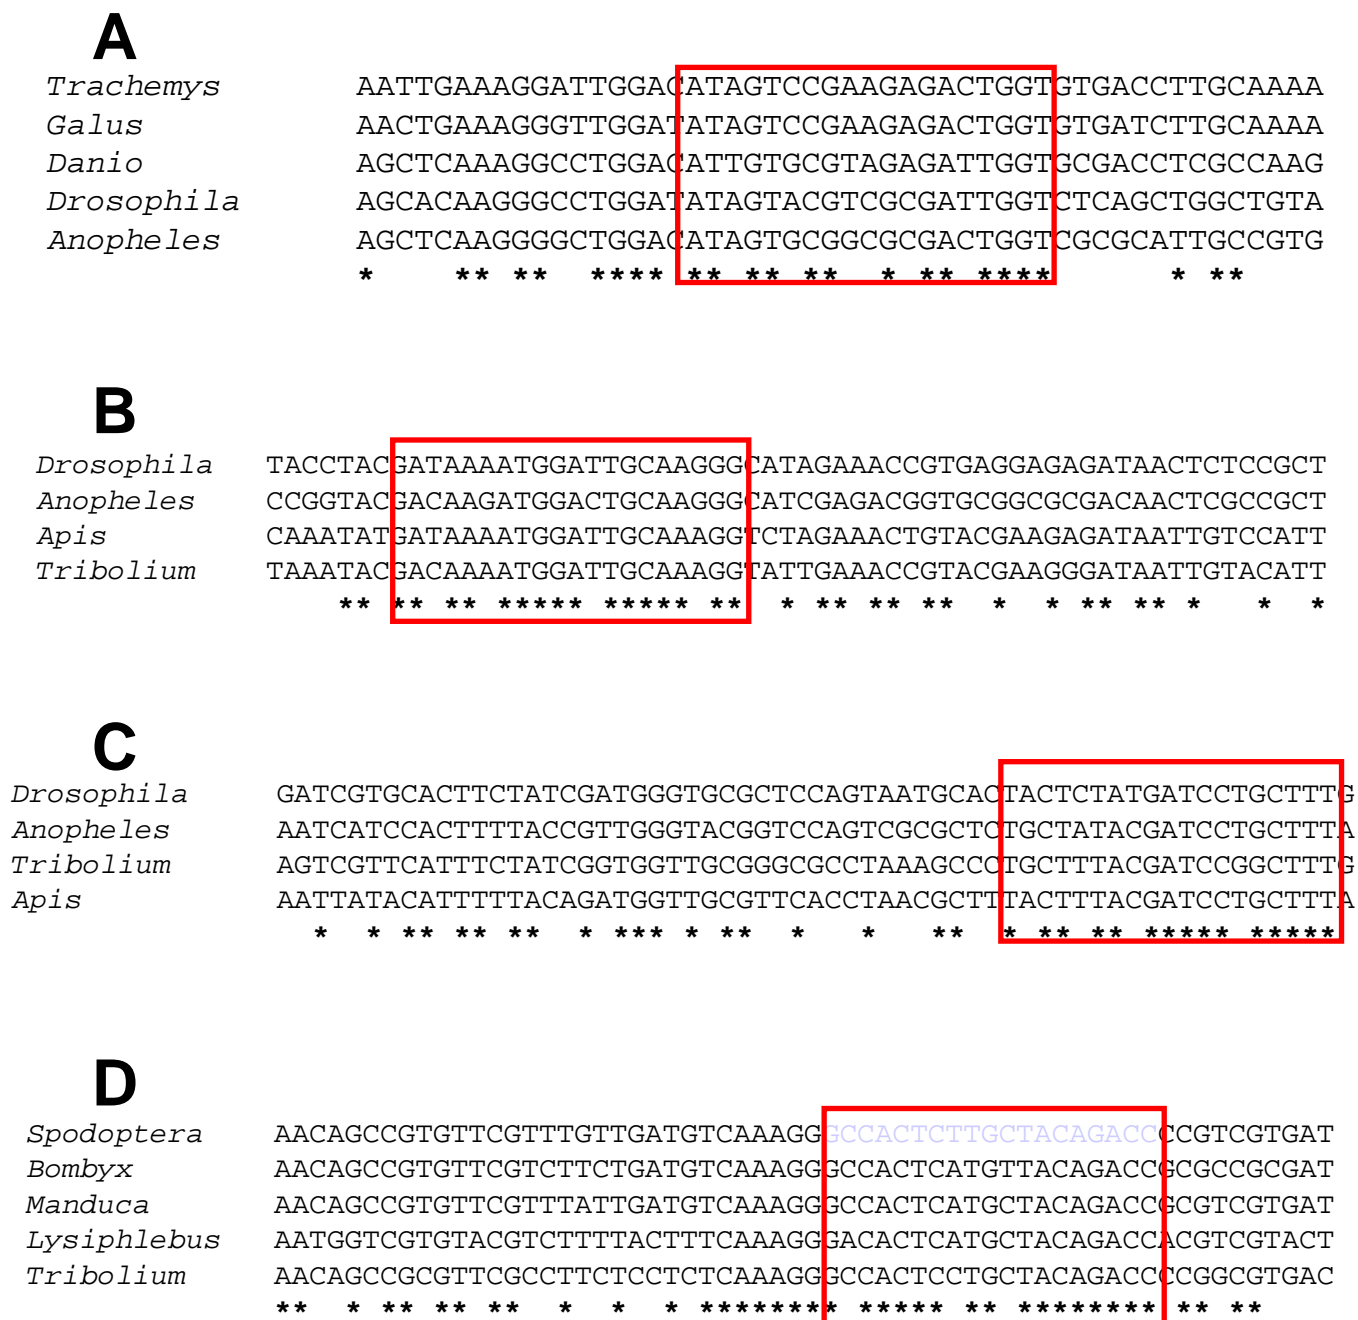 A
Trachemys AATTGAAAGGATTGGACATAGTCCGAAGAGACTGGTGTGACCTTGCAAAA
Galus AACTGAAAGGGTTGGATATAGTCCGAAGAGACTGGTGTGATCTTGCAAAA
Danio AGCTCAAAGGCCTGGACATTGTGCGTAGAGATTGGTGCGACCTCGCCAAG
Drosophila AGCACAAGGGCCTGGATATAGTACGTCGCGATTGGTCTCAGCTGGCTGTA
Anopheles AGCTCAAGGGGCTGGACATAGTGCGGCGCGACTGGTCGCGCATTGCCGTG
* ** ** **** ** ** ** * ** **** * **
B
Drosophila TACCTACGATAAAATGGATTGCAAGGGCATAGAAACCGTGAGGAGAGATAACTCTCCGCT
Anopheles CCGGTACGACAAGATGGACTGCAAGGGCATCGAGACGGTGCGGCGCGACAACTCGCCGCT
Apis CAAATATGATAAAATGGATTGCAAAGGTCTAGAAACTGTACGAAGAGATAATTGTCCATT
Tribolium TAAATACGACAAAATGGATTGCAAAGGTATTGAAACCGTACGAAGGGATAATTGTACATT
** ** ** ***** ***** ** * ** ** ** * * ** ** * * *
C
Drosophila GATCGTGCACTTCTATCGATGGGTGCGCTCCAGTAATGCACTACTCTATGATCCTGCTTTG
Anopheles AATCATCCACTTTTACCGTTGGGTACGGTCCAGTCGCGCTCTGCTATACGATCCTGCTTTA
Tribolium AGTCGTTCATTTCTATCGGTGGTTGCGGGCGCCTAAAGCCCTGCTTTACGATCCGGCTTTG
Apis AATTATACATTTTTACAGATGGTTGCGTTCACCTAACGCTTTACTTTACGATCCTGCTTTA
* * ** ** ** * *** * ** * * ** * ** ** ***** *****
D
Spodoptera AACAGCCGTGTTCGTTTGTTGATGTCAAAGGGCCACTCTTGCTACAGACCCCGTCGTGAT
Bombyx AACAGCCGTGTTCGTCTTCTGATGTCAAAGGGCCACTCATGTTACAGACCGCGCCGCGAT
Manduca AACAGCCGTGTTCGTTTATTGATGTCAAAGGGCCACTCATGCTACAGACCGCGTCGTGAT
Lysiphlebus AATGGTCGTGTACGTCTTTTACTTTCAAAGGGACACTCATGCTACAGACCACGTCGTACT
Tribolium AACAGCCGCGTTCGCCTTCTCCTCTCAAAGGGCCACTCCTGCTACAGACCCCGGCGTGAC
** * ** ** ** * * * ******** ***** ** ******** ** **